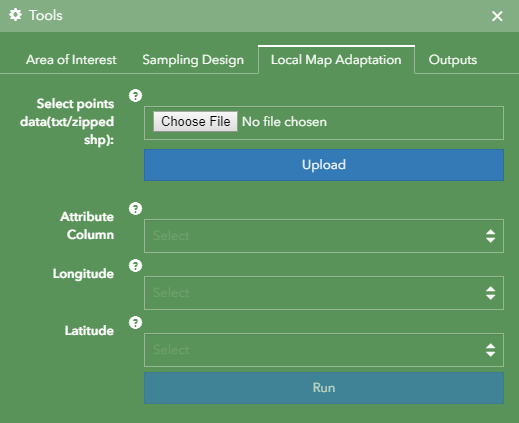 Tools
Area of Interest Sampling Design Local Map Adaptation Outputs
Select points
data(txt/zipped
shp):
Choose File No file chosen
Upload
Attribute
Column
Select
Longitude
Select
Latitude
Select
Run